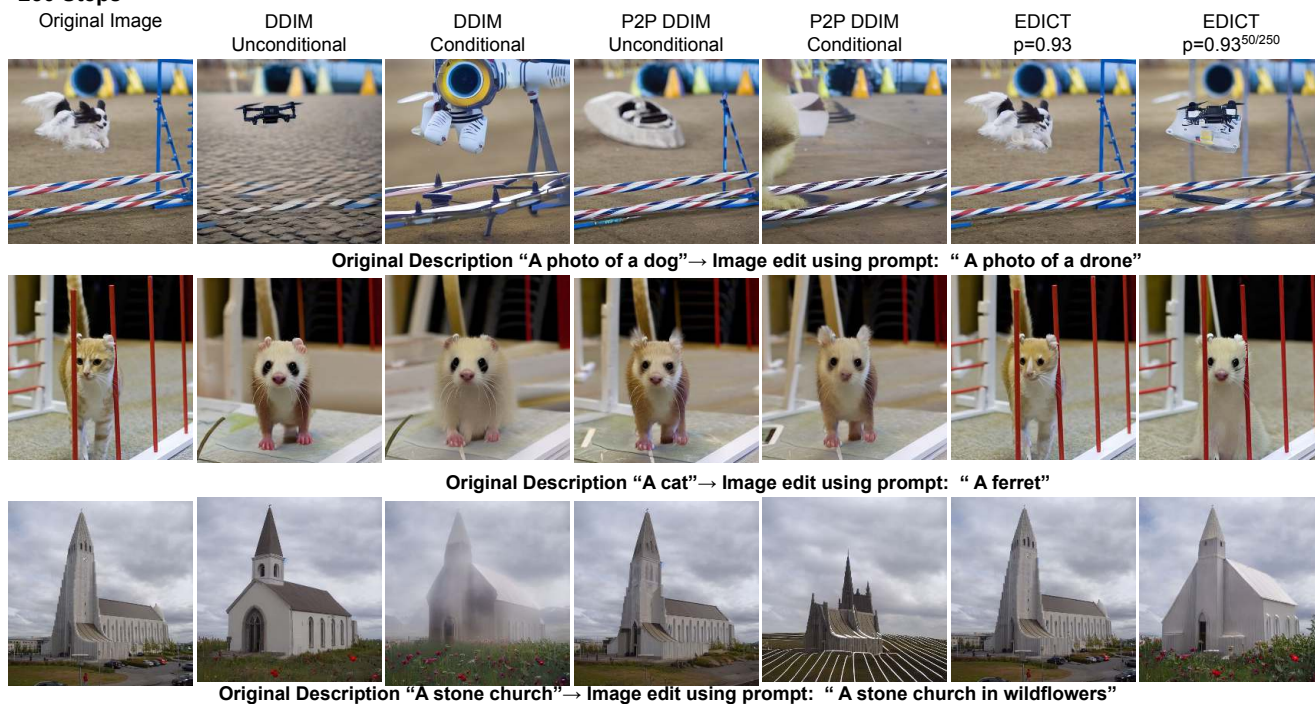 Original Image
DDIM
Unconditional
DDIM
Conditional
P2P DDIM
Unconditional
P2P DDIM
Conditional
EDICT
p=0.93
EDICT
p=0.93^50/250
Original Description “A photo of a dog”→ Image edit using prompt: “ A photo of a drone”
Original Description “A cat”→ Image edit using prompt: “ A ferret”
Original Description “A stone church”→ Image edit using prompt: “ A stone church in wildflowers”